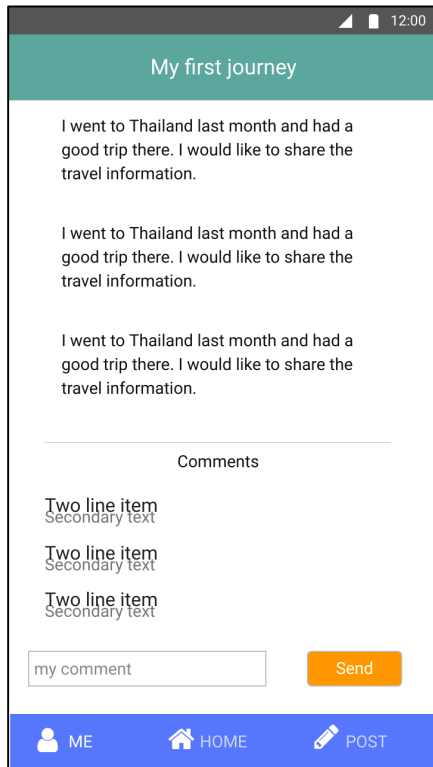 12:00
My first journey
I went to Thailand last month and had a
good trip there. I would like to share the
travel information.
I went to Thailand last month and had a
good trip there. I would like to share the
travel information.
I went to Thailand last month and had a
good trip there. I would like to share the
travel information.
Comments
Two line item
Secondary text
Two line item
Secondary text
Two line item
Secondary text
my comment Send
ME HOME POST